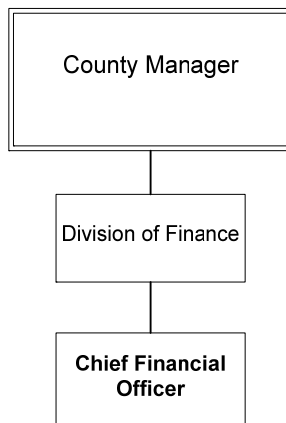 County Manager
Division of Finance
Chief Financial
Officer